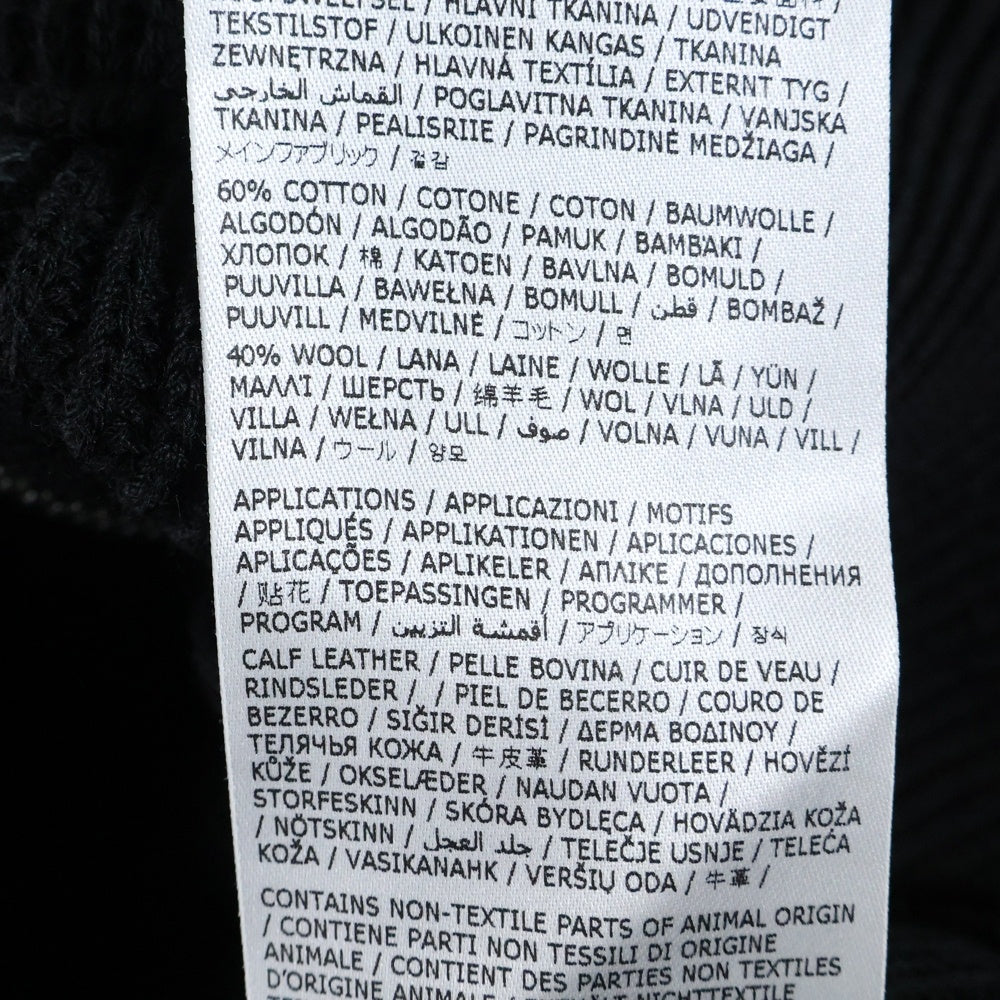 / HLAVNÍ TKANINA / UDVENDIGT
TEKSTILSTOF / ULKOINEN KANGAS / TKANINA
ZEWNĘTRZNA / HLAVNÁ TEXTÍLIA / EXTERNT TYG /
القماش الخارجي / POGLAVITNA TKANINA / VANJSKA
TKANINA / PEALISRIIE / PAGRINDINĖ MEDŽIAGA /
メインファブリック / 겉감
60% COTTON / COTONE / COTON / BAUMWOLLE /
ALGODÓN / ALGODÃO / PAMUK / BAMBAKI /
ХЛОПОК / 棉 / KATOEN / BAVLNA / BOMULD /
PUUVILLA / BAWEŁNA / BOMULL / قطن / BOMBAŽ /
PUUVILL / MEDVILNĖ / コットン / 면
40% WOOL / LANA / LAINE / WOLLE / LÃ / YÜN /
ΜΑΛΛΊ / ШЕРСТЬ / 绵羊毛 / WOL / VLNA / ULD /
VILLA / WEŁNA / ULL / صوف / VOLNA / VUNA / VILL /
VILNA / ウール / 양모
APPLICATIONS / APPLICAZIONI / MOTIFS
APPLIQUÉS / APPLIKATIONEN / APLICACIONES /
APLICAÇÕES / APLIKELER / ΑΠΛΙΚΕ / ДОПОЛНЕНИЯ
/ 贴花 / TOEPASSINGEN / PROGRAMMER /
PROGRAM / أقمشة التزيين / アプリケーション / 장식
CALF LEATHER / PELLE BOVINA / CUIR DE VEAU /
RINDSLEDER / / PIEL DE BECERRO / COURO DE
BEZERRO / SIĞIR DERİSİ / ΔΕΡΜΑ ΒΟΔΙΝΟΥ /
ТЕЛЯЧЬЯ КОЖА / 牛皮革 / RUNDERLEER / HOVĚZÍ
KŮŽE / OKSELÆDER / NAUDAN VUOTA /
STORFESKINN / SKÓRA BYDLĘCA / HOVÄDZIA KOŽA
/ NÖTSKINN / جلد العجل / TELEČJE USNJE / TELEĆA
KOŽA / VASIKANAHK / VERŠIŲ ODA / 牛革 /
CONTAINS NON-TEXTILE PARTS OF ANIMAL ORIGIN
/ CONTIENE PARTI NON TESSILI DI ORIGINE
ANIMALE / CONTIENT DES PARTIES NON TEXTILES
D'ORIGINE ANIMALE / NICHTTEXTILE